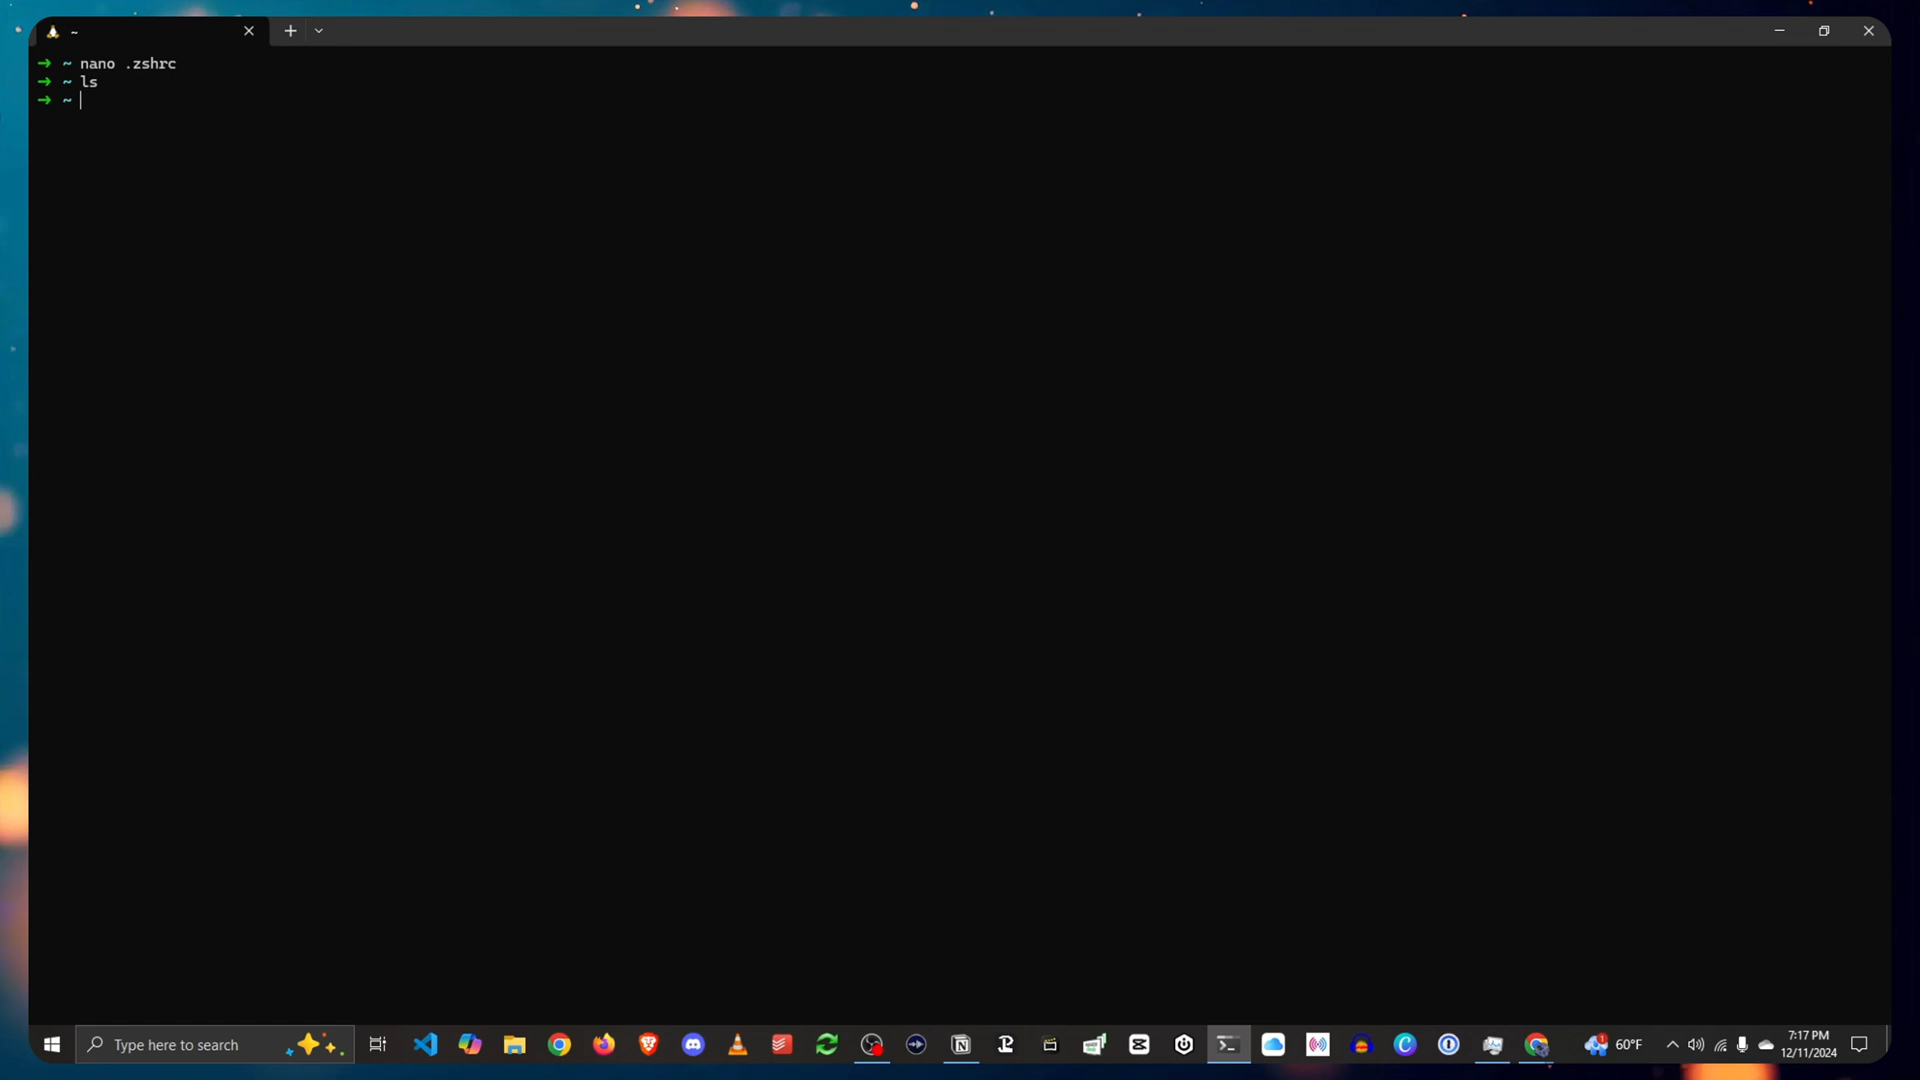 ~
➜ ~ nano .zshrc
➜ ~ ls
➜ ~
Type here to search
60°F
7:17 PM
12/11/2024